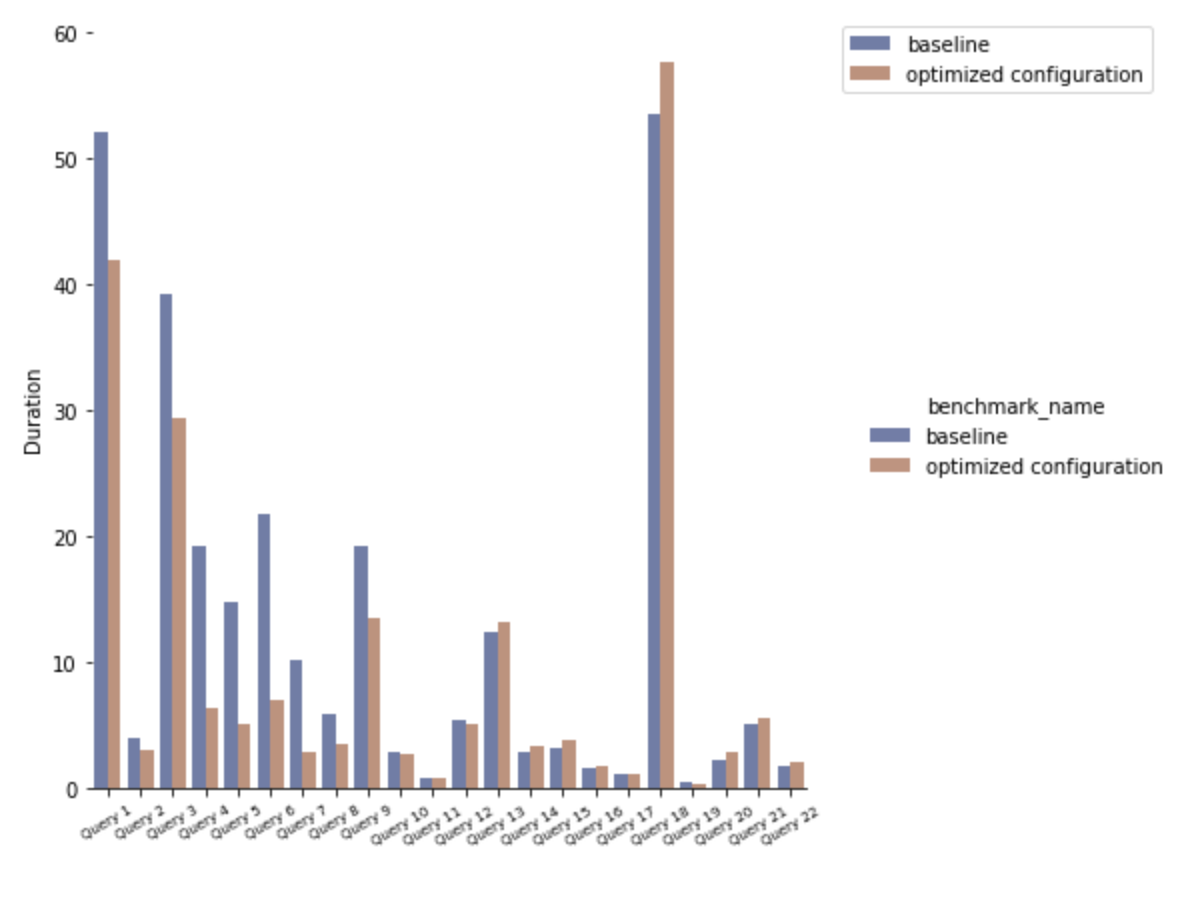 60
50
40
30
20
10
0
Duration
Query 1
Query 2
Query 3
Query 4
Query 5
Query 6
Query 7
Query 8
Query 9
Query 10
Query 11
Query 12
Query 13
Query 14
Query 15
Query 16
Query 17
Query 18
Query 19
Query 20
Query 21
Query 22
baseline
optimized configuration
benchmark_name
baseline
optimized configuration